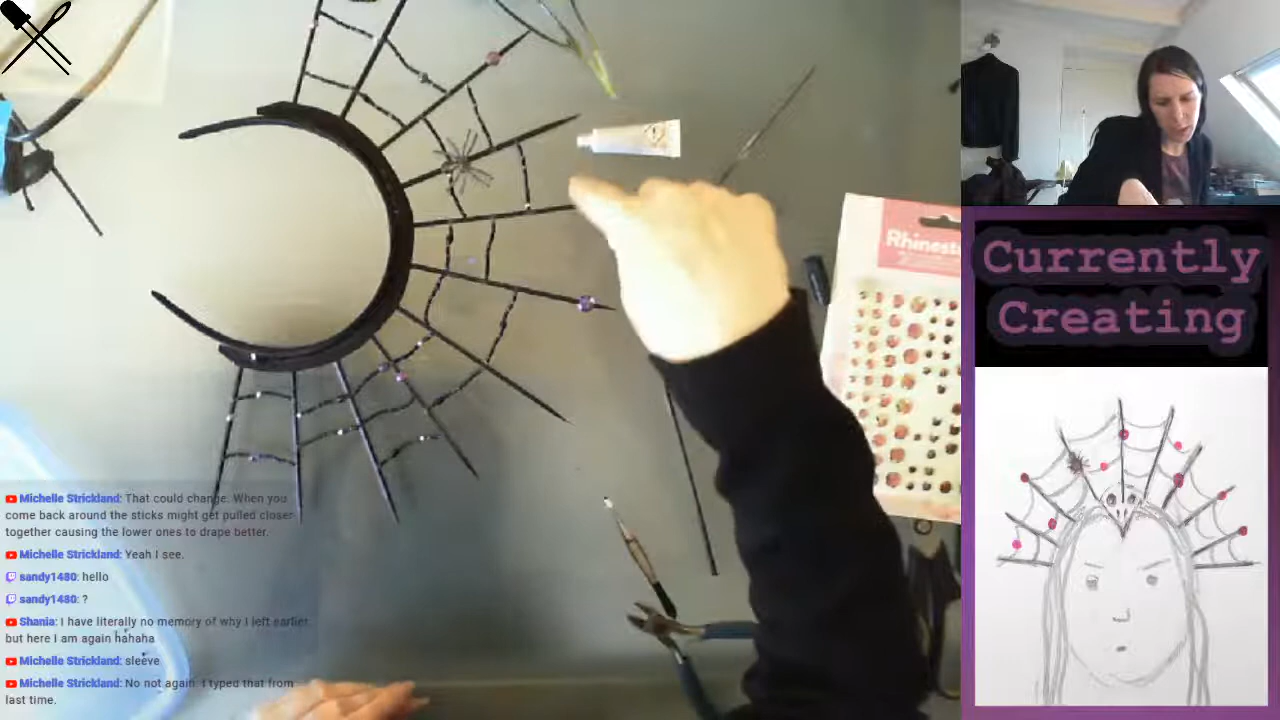 Rhinest
Currently
Creating
Michelle Strickland: That could change. When you
come back around the sticks might get pulled closer
together causing the lower ones to drape better.
Michelle Strickland: Yeah I see.
sandy1480: hello
sandy1480: ?
Shania: I have literally no memory of why I left earlier
but here I am again hahaha
Michelle Strickland: sleeve
Michelle Strickland: No not again. I typed that from
last time.